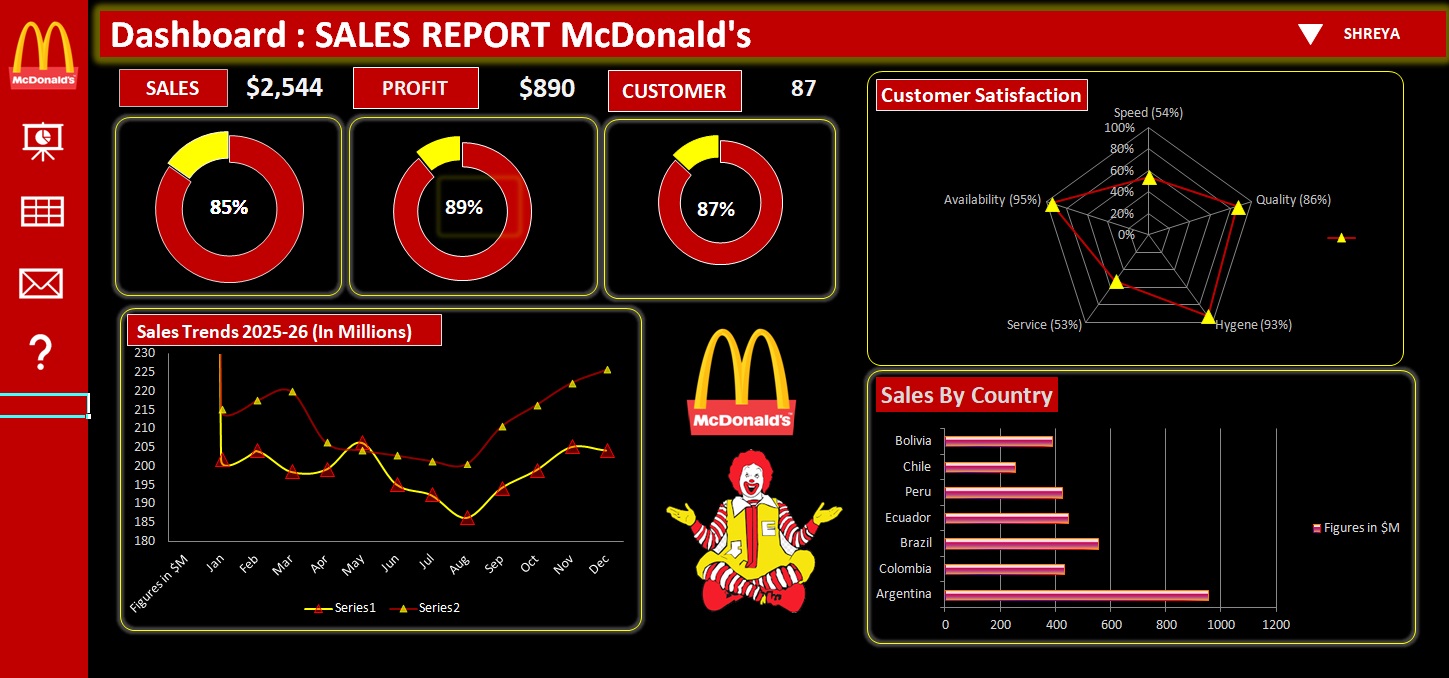 McDonald's
Dashboard : SALES REPORT McDonald's
SHREYA
SALES
$2,544
PROFIT
$890
CUSTOMER
87
85%
89%
87%
Customer Satisfaction
Speed (54%)
100%
80%
60%
40%
20%
0%
Availability (95%)
Quality (86%)
Service (53%)
Hygene (93%)
Sales Trends 2025-26 (In Millions)
230
225
220
215
210
205
200
195
190
185
180
Figures in $M
Jan
Feb
Mar
Apr
May
Jun
Jul
Aug
Sep
Oct
Nov
Dec
Series1
Series2
McDonald's
E
Sales By Country
Bolivia
Chile
Peru
Ecuador
Brazil
Colombia
Argentina
0 200 400 600 800 1000 1200
Figures in $M